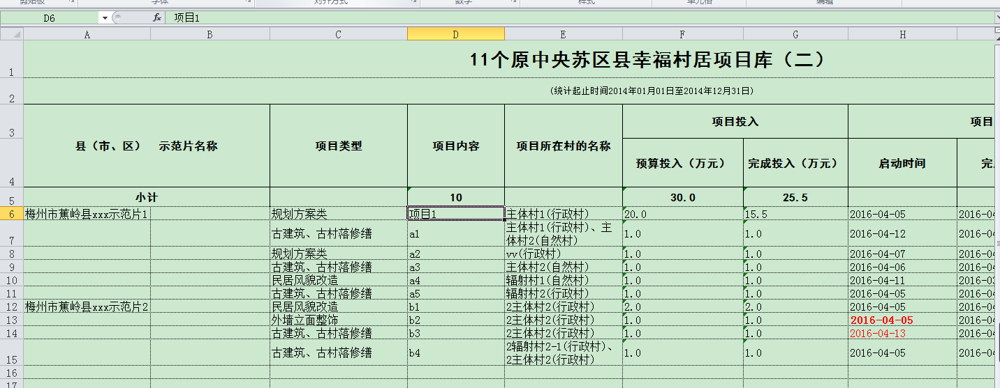 剪贴板 字体 对齐方式 数字 样式 单元格 编辑
D6 fx 项目1
A B C D E F G H
1 11个原中央苏区县幸福村居项目库（二）
2 (统计起止时间2014年01月01日至2014年12月31日)
3 项目投入 项目
县（市、区） 示范片名称 项目类型 项目内容 项目所在村的名称
4 预算投入（万元） 完成投入（万元） 启动时间 完
5 小计 10 30.0 25.5
6 梅州市蕉岭县xxx示范片1 规划方案类 项目1 主体村1(行政村) 20.0 15.5 2016-04-05 2016-04
主体村1(行政村)、主
7 古建筑、古村落修缮 a1 体村2(自然村) 1.0 1.0 2016-04-12 2016-04
8 规划方案类 a2 vv(行政村) 1.0 1.0 2016-04-07 2016-04
9 古建筑、古村落修缮 a3 主体村2(自然村) 1.0 1.0 2016-04-06 2016-04
10 民居风貌改造 a4 辐射村1(自然村) 1.0 1.0 2016-04-11 2016-03
11 古建筑、古村落修缮 a5 辐射村2(行政村) 1.0 1.0 2016-04-05 2016-04
12 梅州市蕉岭县xxx示范片2 民居风貌改造 b1 2主体村2(行政村) 2.0 2.0 2016-04-05 2016-04
13 外墙立面整饰 b2 2主体村2(行政村) 1.0 1.0 2016-04-05 2016-04
14 古建筑、古村落修缮 b3 2主体村2(行政村) 1.0 1.0 2016-04-13 2016-04
2辐射村2-1(行政村)、
15 古建筑、古村落修缮 b4 2主体村2(行政村) 1.0 1.0 2016-04-05 2016-04
16
17